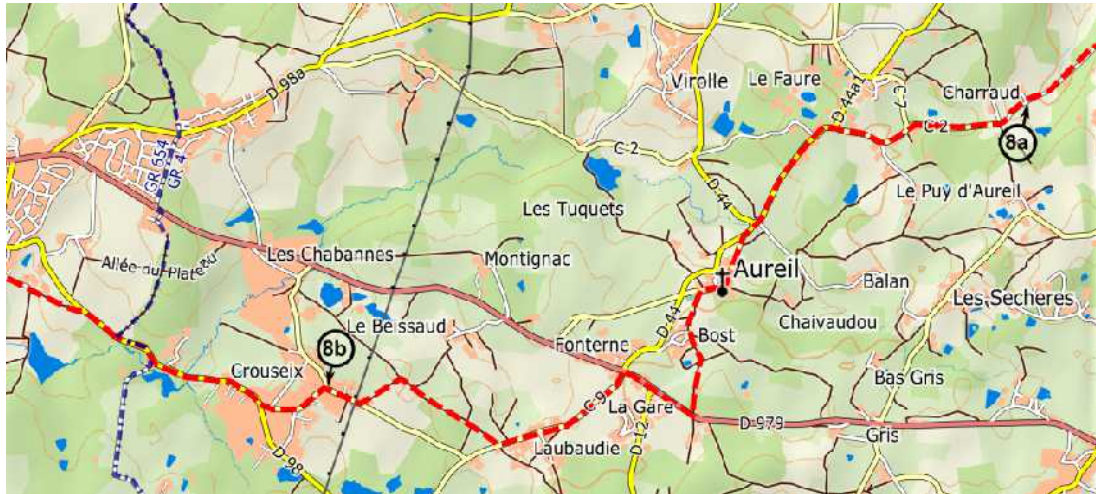 D 98a
Virolle
Le Faure
D 44a1
Charraud
C 2
8a
GR 654
GR 4
C 2
D 44
Le Puy d'Aureil
Les Tuquets
Les Chabannes
Montignac
Allée du Plateau
Aureil
Balan
Les Secheres
Le Beissaud
D 44
Bost
Chaivaudou
Fonterne
8b
Crouseix
Bas Gris
C 9
La Gare
D 979
Gris
Laubaudie
D 12
D 98